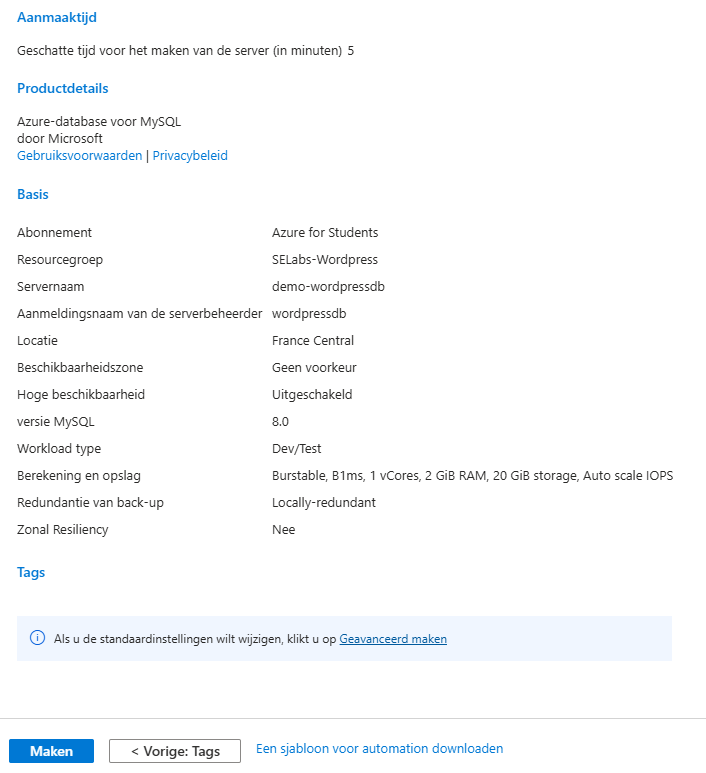 Aanmaaktijd
Geschatte tijd voor het maken van de server (in minuten) 5
Productdetails
Azure-database voor MySQL
door Microsoft
Gebruiksvoorwaarden | Privacybeleid
Basis
Abonnement Azure for Students
Resourcegroep SELabs-Wordpress
Servernaam demo-wordpressdb
Aanmeldingsnaam van de serverbeheerder wordpressdb
Locatie France Central
Beschikbaarheidszone Geen voorkeur
Hoge beschikbaarheid Uitgeschakeld
versie MySQL 8.0
Workload type Dev/Test
Berekening en opslag Burstable, B1ms, 1 vCores, 2 GiB RAM, 20 GiB storage, Auto scale IOPS
Redundantie van back-up Locally-redundant
Zonal Resiliency Nee
Tags
Als u de standaardinstellingen wilt wijzigen, klikt u op Geavanceerd maken
Maken < Vorige: Tags Een sjabloon voor automation downloaden